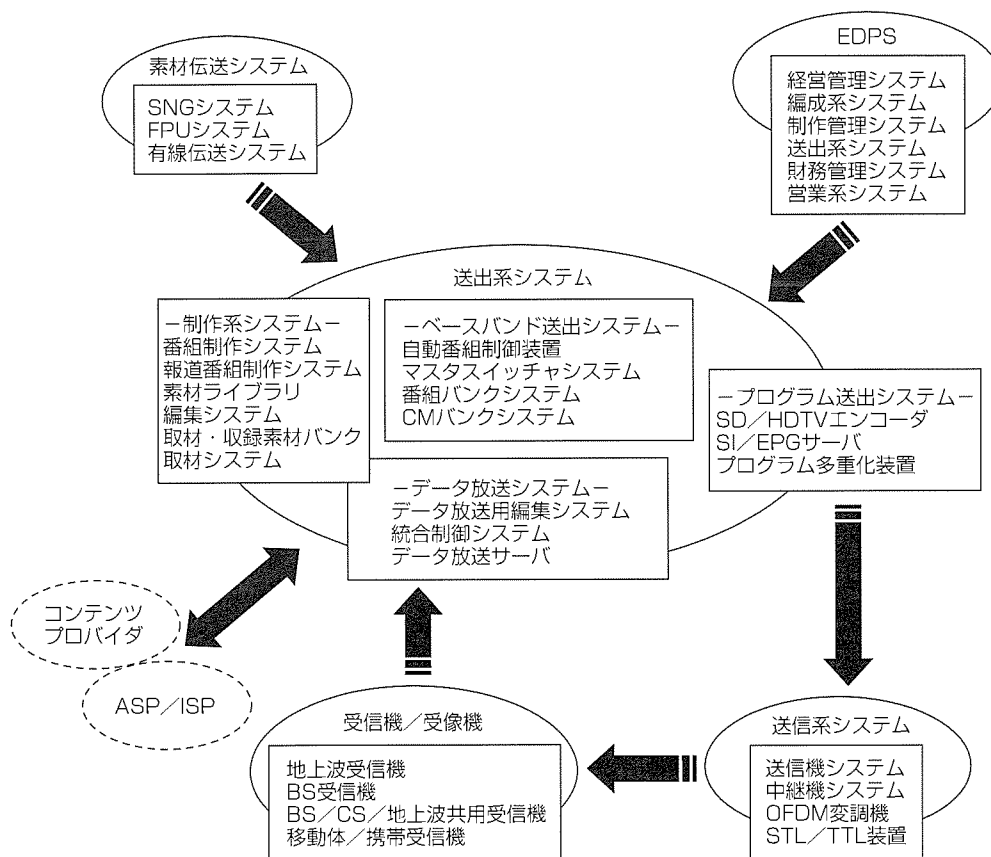 素材伝送システム
SNGシステム
FPUシステム
有線伝送システム
EDPS
経営管理システム
編成系システム
制作管理システム
送出系システム
財務管理システム
営業系システム
送出系システム
－制作系システム－
番組制作システム
報道番組制作システム
素材ライブラリ
編集システム
取材・収録素材バンク
取材システム
－ベースバンド送出システム－
自動番組制御装置
マスタスイッチャシステム
番組バンクシステム
CMバンクシステム
－プログラム送出システム－
SD／HDTVエンコーダ
SI／EPGサーバ
プログラム多重化装置
－データ放送システム－
データ放送用編集システム
統合制御システム
データ放送サーバ
コンテンツ
プロバイダ
ASP／ISP
受信機／受像機
地上波受信機
BS受信機
BS／CS／地上波共用受信機
移動体／携帯受信機
送信系システム
送信機システム
中継機システム
OFDM変調機
STL／TTL装置